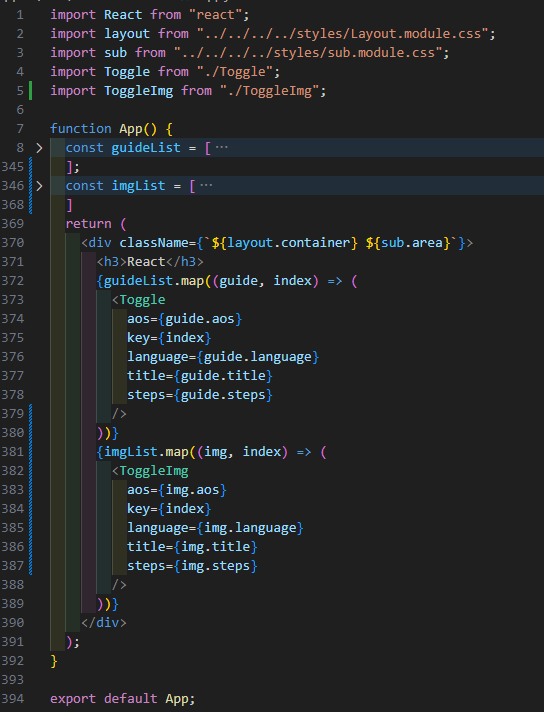 1 import React from "react";
2 import layout from "../../../../styles/Layout.module.css";
3 import sub from "../../../../styles/sub.module.css";
4 import Toggle from "./Toggle";
5 import ToggleImg from "./ToggleImg";
6
7 function App() {
8 > const guideList = [ ···
345 ];
346 > const imgList = [ ···
368 ]
369 return (
370 <div className={`${layout.container} ${sub.area}`}>
371 <h3>React</h3>
372 {guideList.map((guide, index) => (
373 <Toggle
374 aos={guide.aos}
375 key={index}
376 language={guide.language}
377 title={guide.title}
378 steps={guide.steps}
379 />
380 ))}
381 {imgList.map((img, index) => (
382 <ToggleImg
383 aos={img.aos}
384 key={index}
385 language={img.language}
386 title={img.title}
387 steps={img.steps}
388 />
389 ))}
390 </div>
391 );
392 }
393
394 export default App;